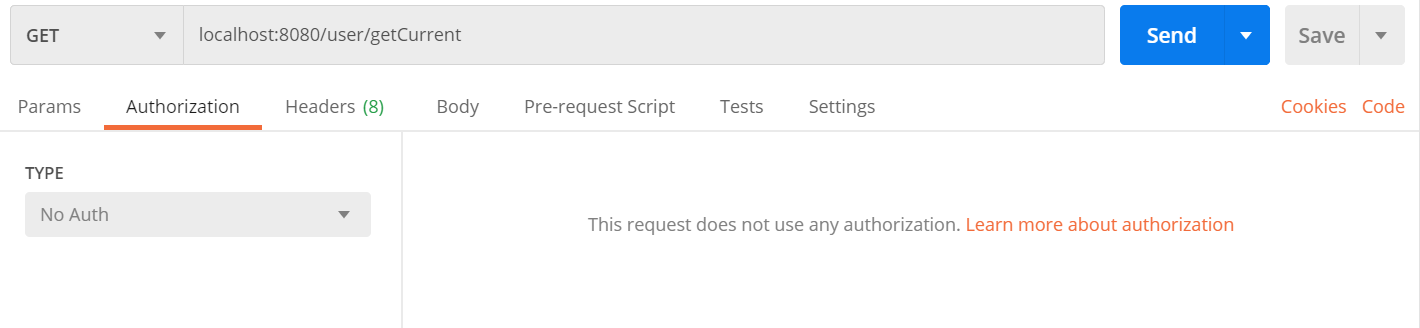 GET localhost:8080/user/getCurrent Send Save
Params Authorization Headers (8) Body Pre-request Script Tests Settings Cookies Code
TYPE
No Auth
This request does not use any authorization. Learn more about authorization